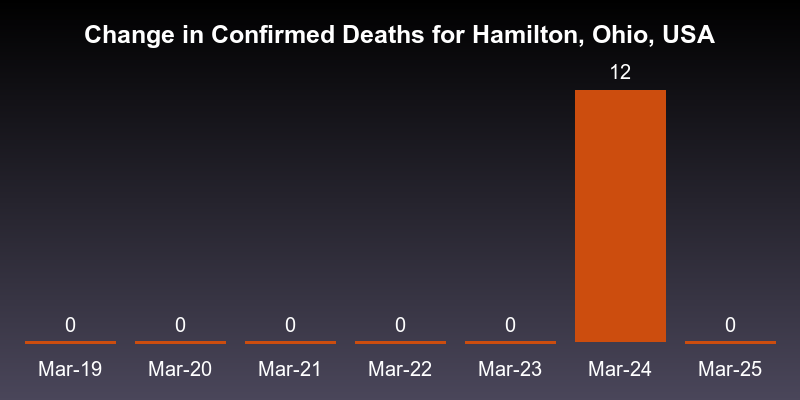 Change in Confirmed Deaths for Hamilton, Ohio, USA
12
0 0 0 0 0 0
Mar-19 Mar-20 Mar-21 Mar-22 Mar-23 Mar-24 Mar-25